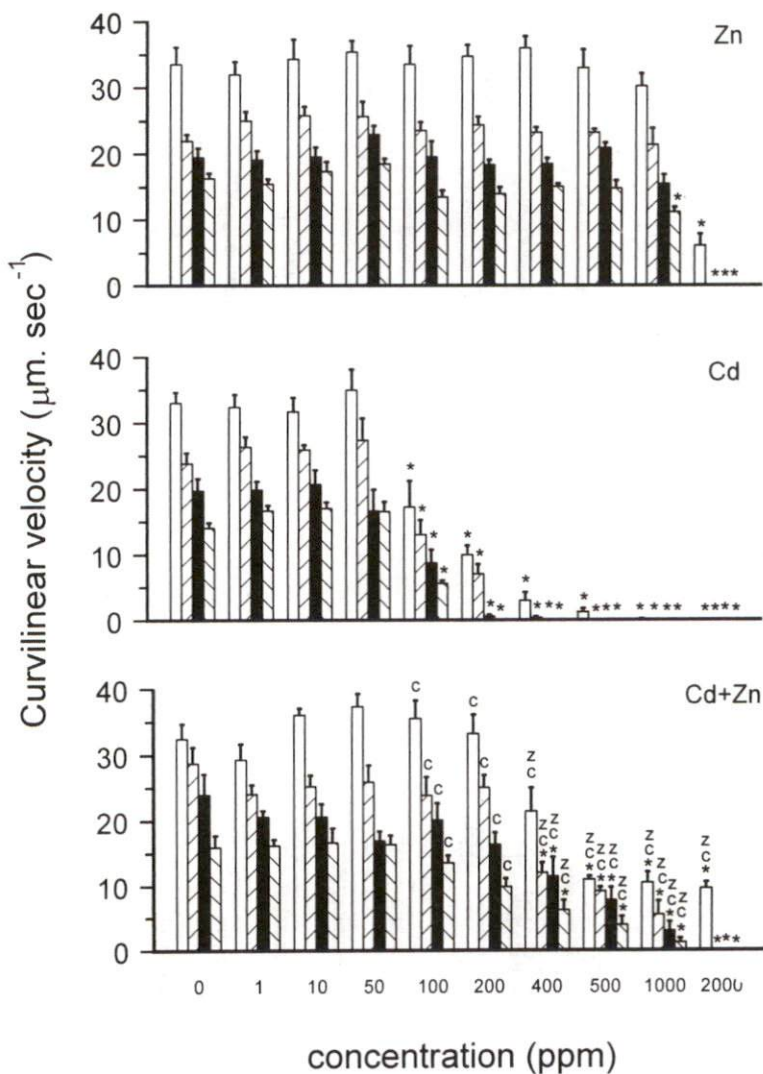 Curvilinear velocity (μm. sec⁻¹)
Zn
40
30
20
10
0
*
*
***
Cd
40
30
20
10
0
*
*
*
*
*
*
* *
*
***
*
***
* ***
****
Cd+Zn
40
30
20
10
0
c
c
c
c
c
c
c
z
c
z
c
*
z
c
*
z
c
*
z
c
*
z
c
*
z
c
*
z
c
*
z
c
*
z
c
*
z
c
*
z
c
*
z
c
*
***
0 1 10 50 100 200 400 500 1000 2000
concentration (ppm)